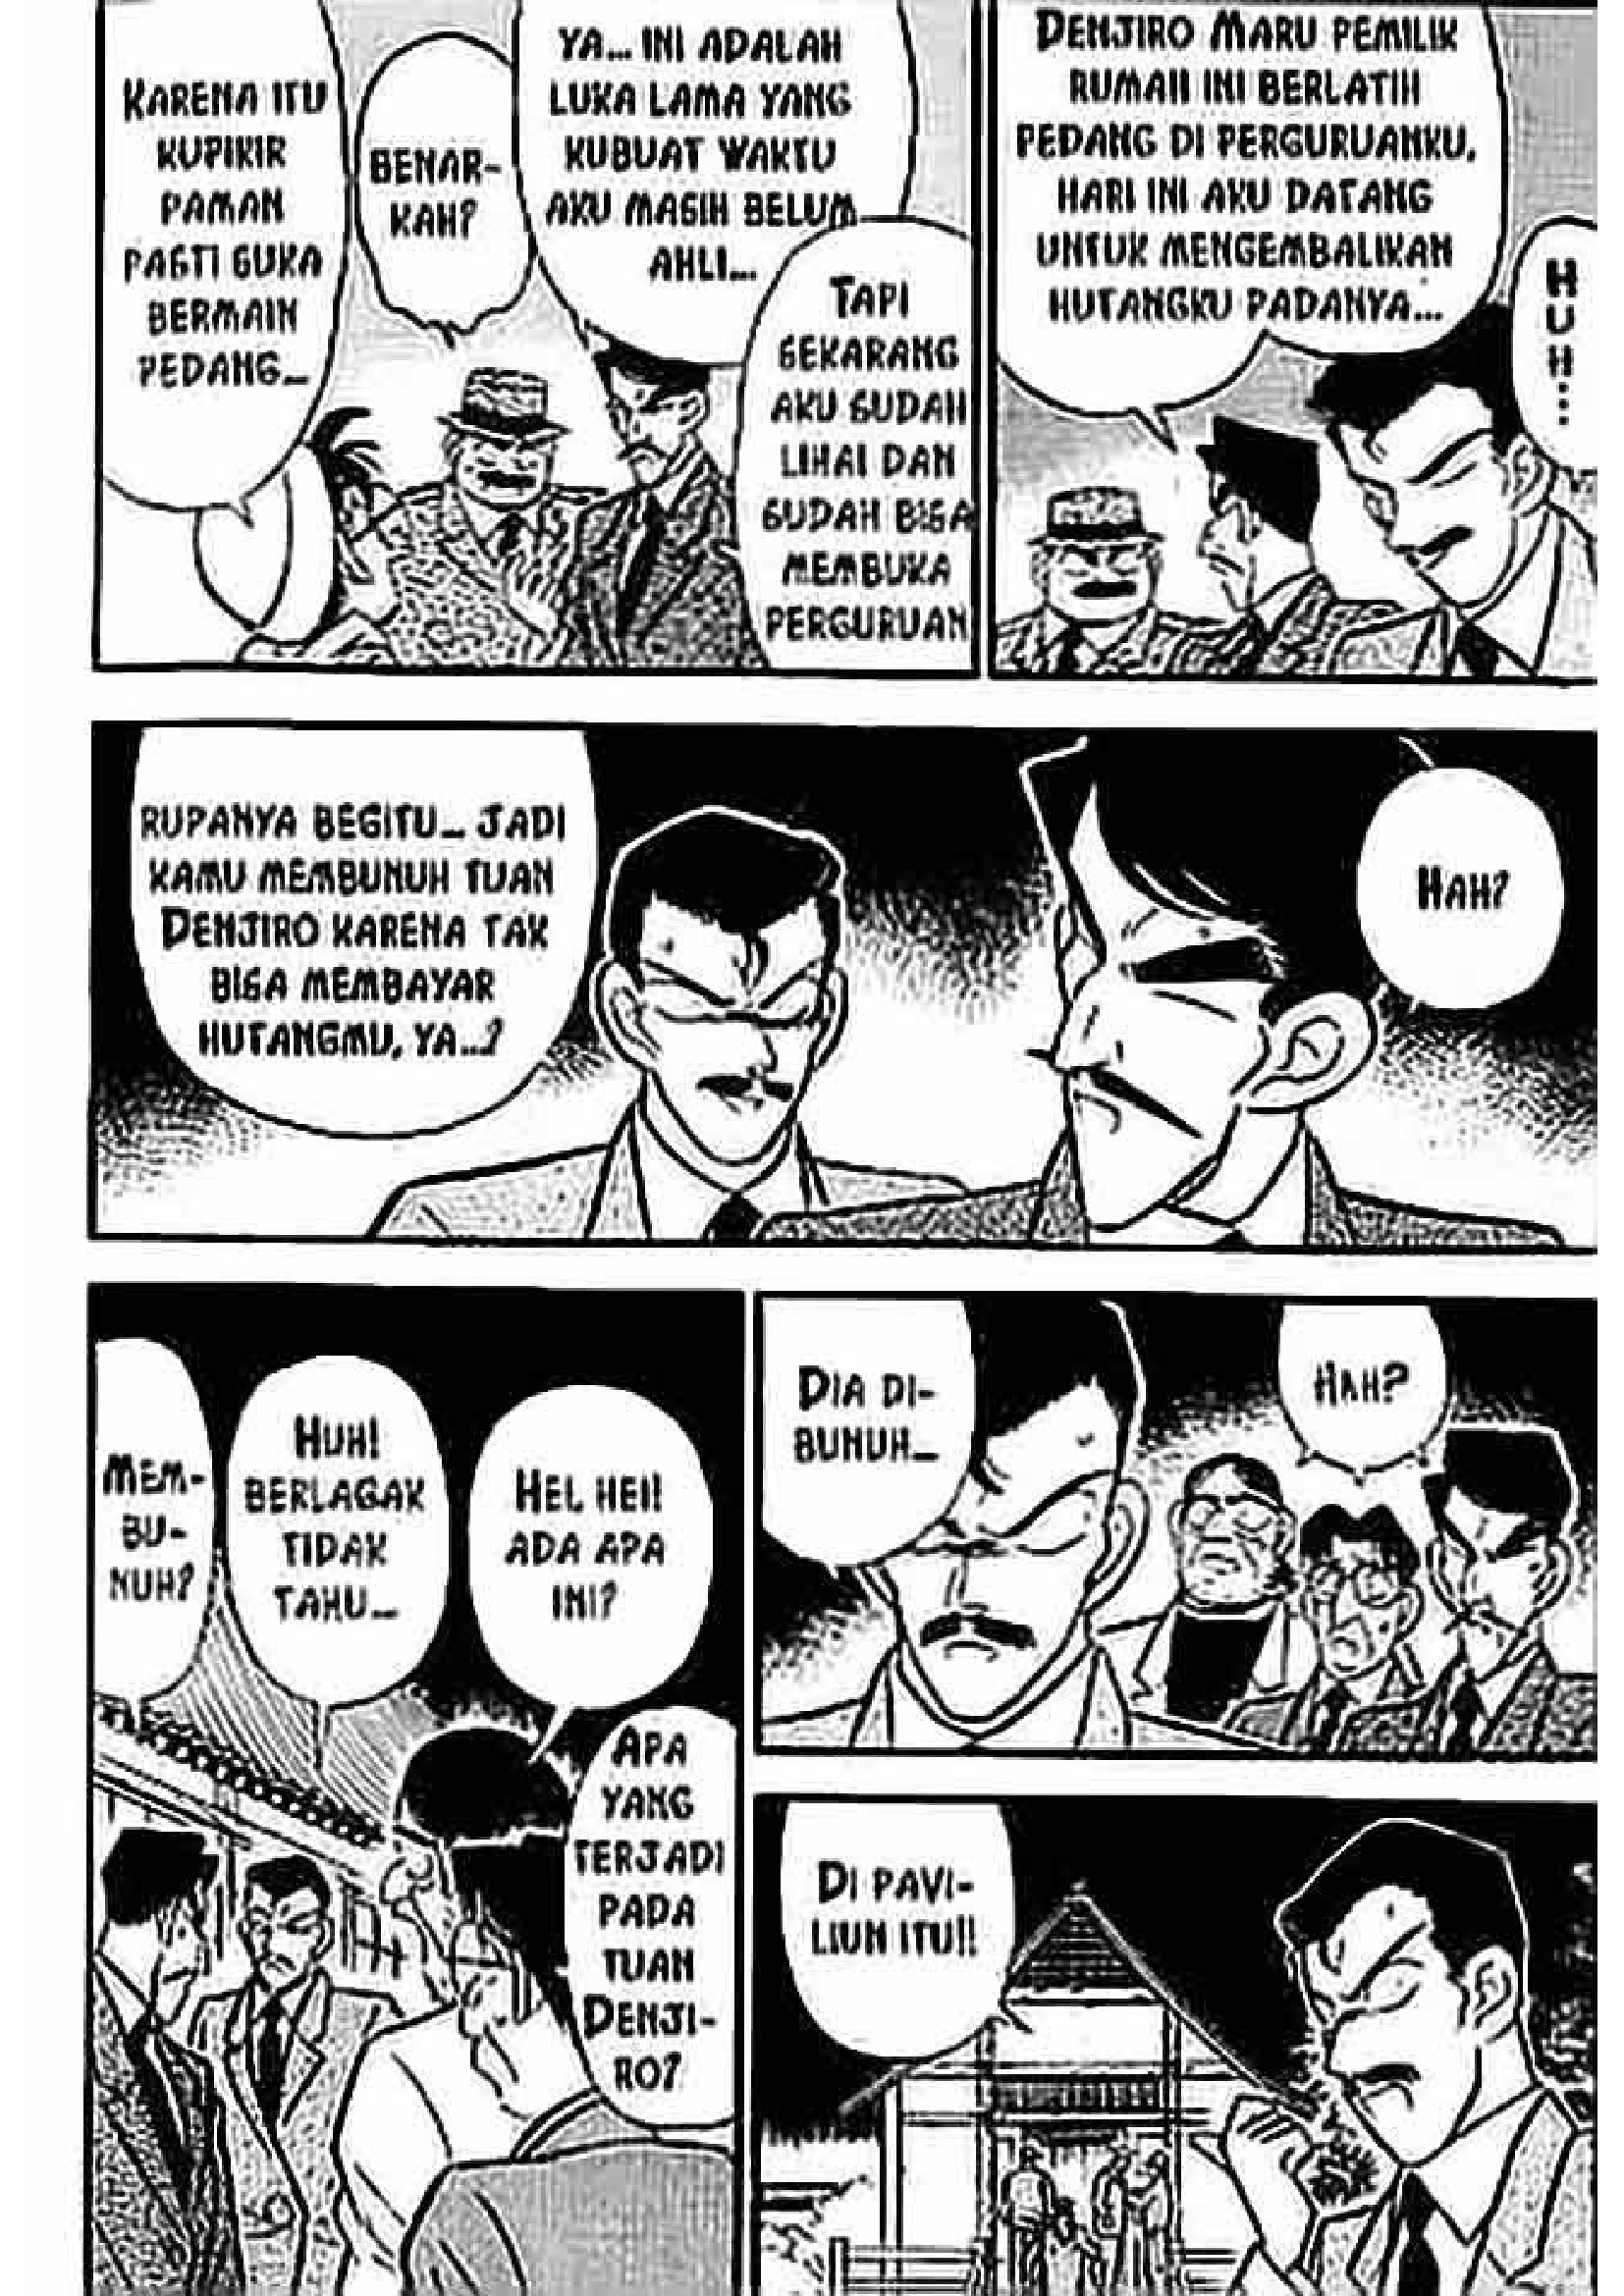 KARENA ITU
KUPIKIR
PAMAN
PASTI SUKA
BERMAIN
PEDANG...
BENAR-
KAH?
YA... INI ADALAH
LUKA LAMA YANG
KUBUAT WAKTU
AKU MASIH BELUM
AHLI...
TAPI
SEKARANG
AKU SUDAH
LIHAI DAN
SUDAH BISA
MEMBUKA
PERGURUAN
DENJIRO MARU PEMILIK
RUMAH INI BERLATIH
PEDANG DI PERGURUANKU.
HARI INI AKU DATANG
UNTUK MENGEMBALIKAN
HUTANGKU PADANYA...
HUH...
RUPANYA BEGITU... JADI
KAMU MEMBUNUH TUAN
DENJIRO KARENA TAK
BISA MEMBAYAR
HUTANGMU, YA...?
HAH?
MEM-
BU-
NUH?
HUH!
BERLAGAK
TIDAK
TAHU...
HEI, HEI!
ADA APA
INI?
APA
YANG
TERJADI
PADA
TUAN
DENJI-
RO?
DIA DI-
BUNUH...
HAH?
DI PAVI-
LIUN ITU!!